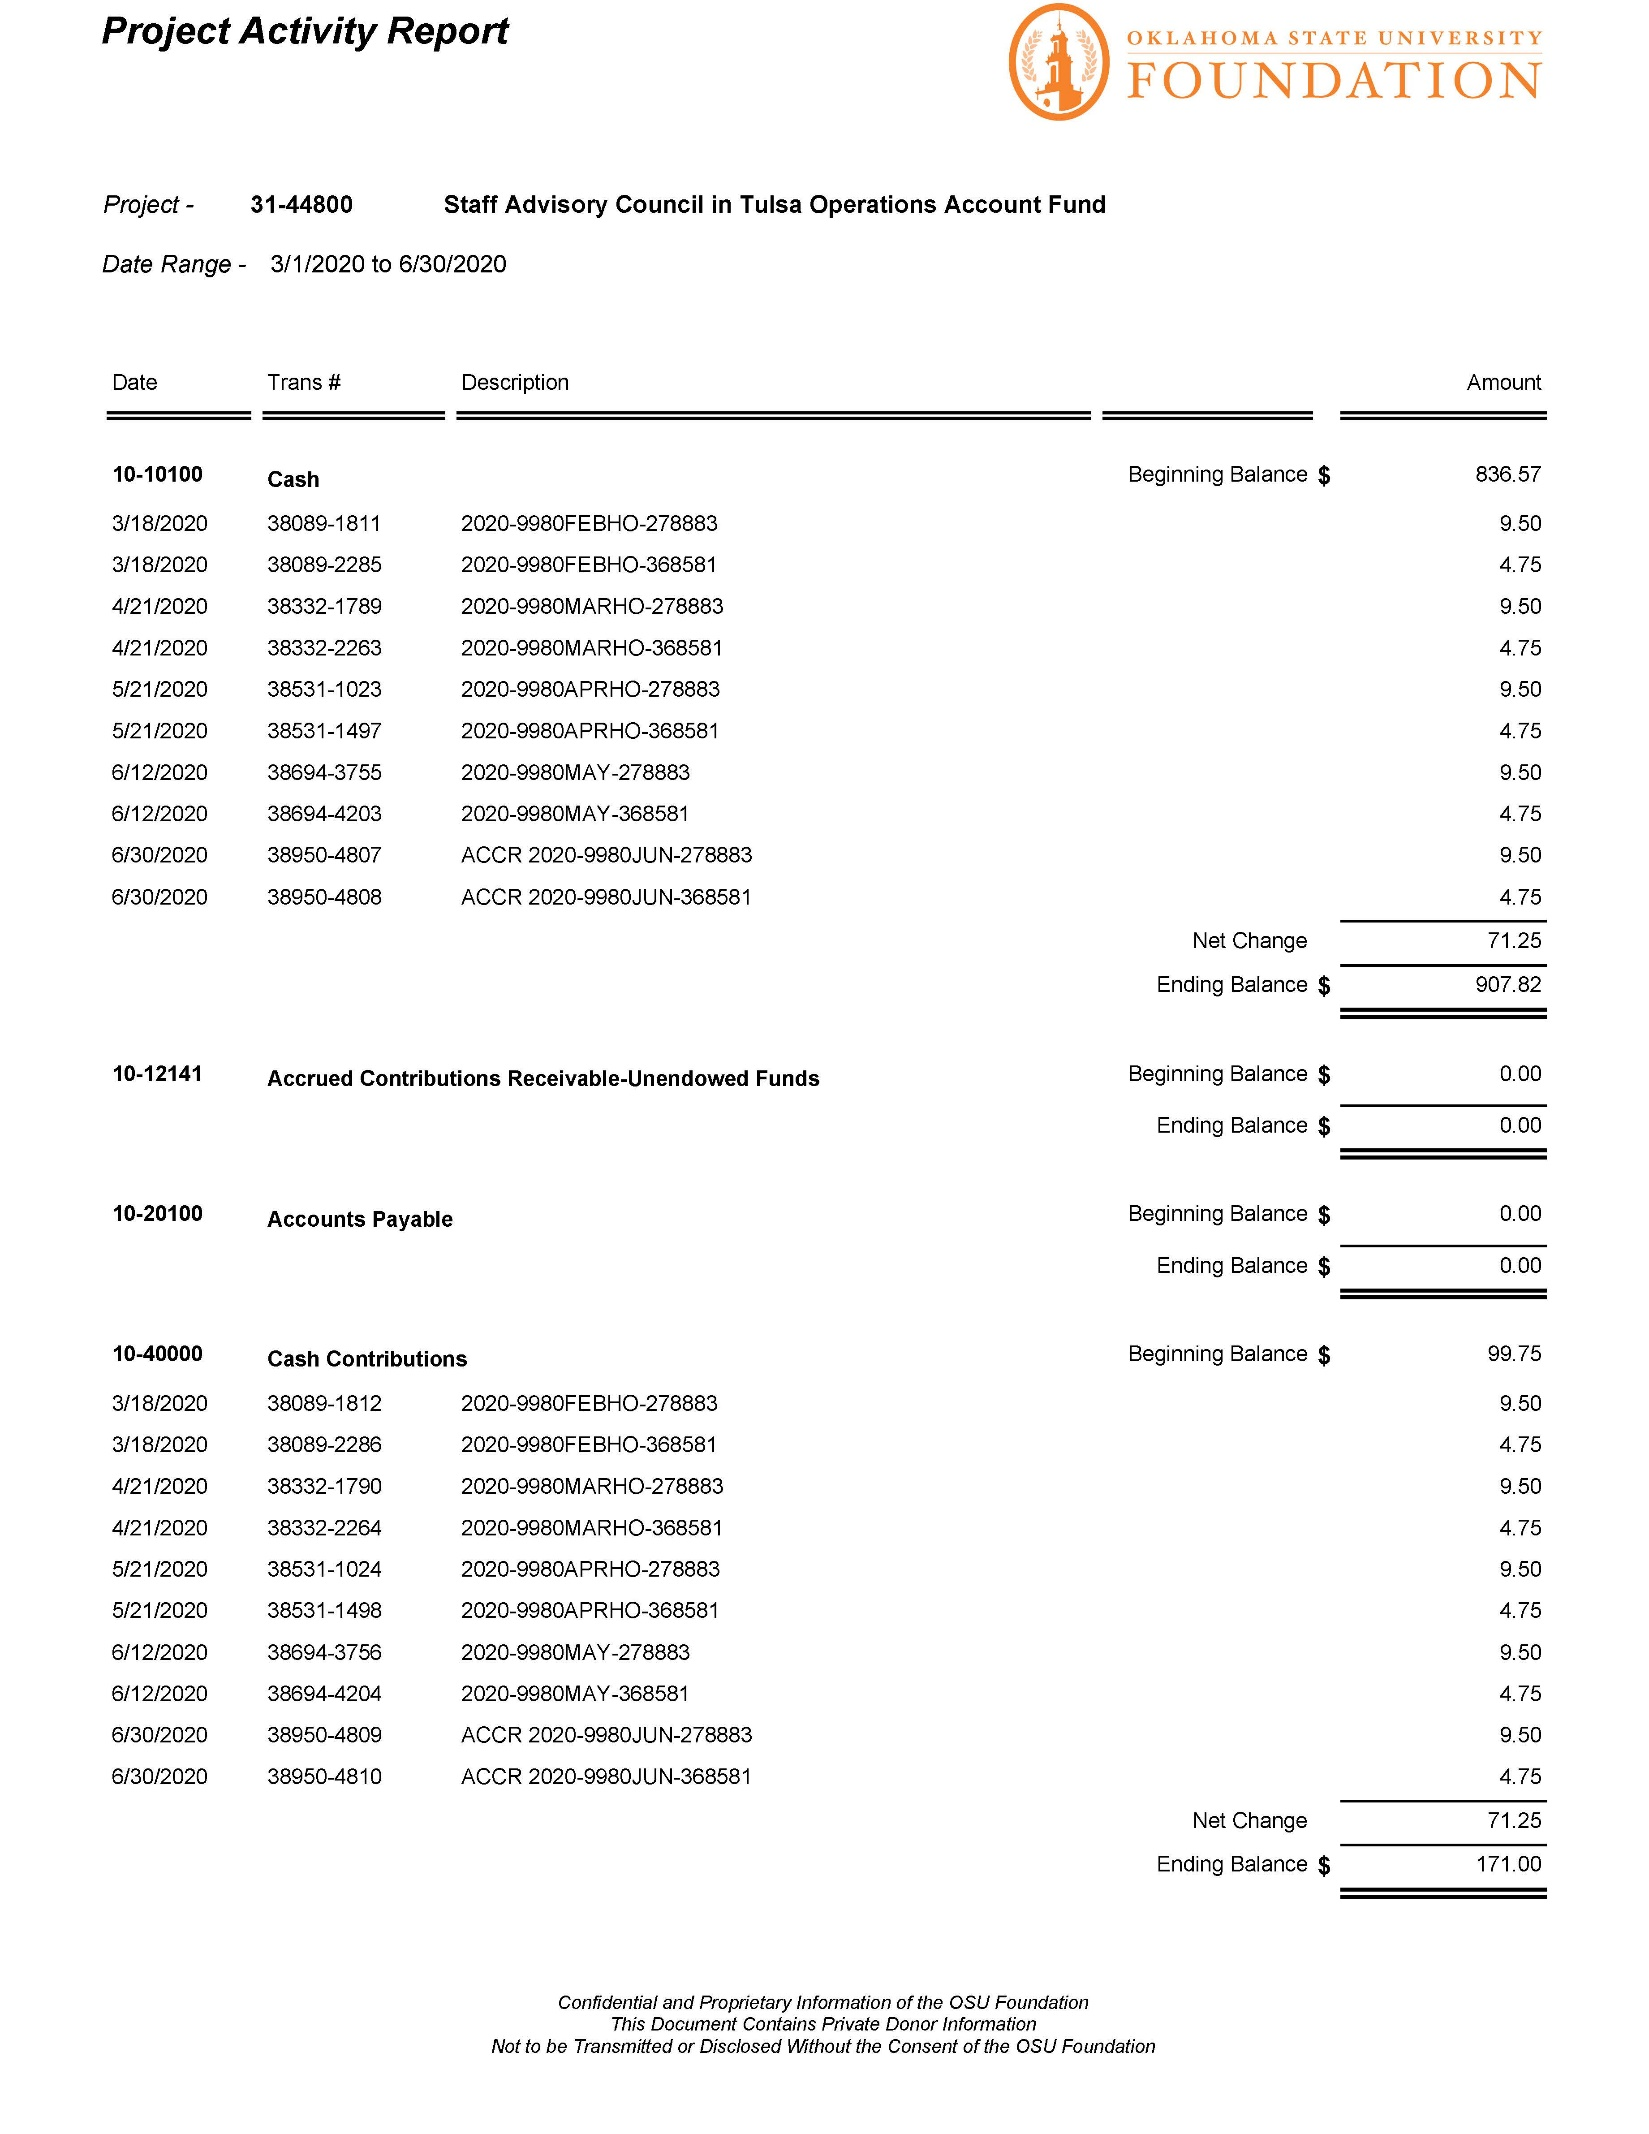 Project Activity Report
OKLAHOMA STATE UNIVERSITY
FOUNDATION
Project - 31-44800 Staff Advisory Council in Tulsa Operations Account Fund
Date Range - 3/1/2020 to 6/30/2020
Date Trans # Description Amount
10-10100 Cash Beginning Balance $ 836.57
3/18/2020 38089-1811 2020-9980FEBHO-278883 9.50
3/18/2020 38089-2285 2020-9980FEBHO-368581 4.75
4/21/2020 38332-1789 2020-9980MARHO-278883 9.50
4/21/2020 38332-2263 2020-9980MARHO-368581 4.75
5/21/2020 38531-1023 2020-9980APRHO-278883 9.50
5/21/2020 38531-1497 2020-9980APRHO-368581 4.75
6/12/2020 38694-3755 2020-9980MAY-278883 9.50
6/12/2020 38694-4203 2020-9980MAY-368581 4.75
6/30/2020 38950-4807 ACCR 2020-9980JUN-278883 9.50
6/30/2020 38950-4808 ACCR 2020-9980JUN-368581 4.75
Net Change 71.25
Ending Balance $ 907.82
10-12141 Accrued Contributions Receivable-Unendowed Funds Beginning Balance $ 0.00
Ending Balance $ 0.00
10-20100 Accounts Payable Beginning Balance $ 0.00
Ending Balance $ 0.00
10-40000 Cash Contributions Beginning Balance $ 99.75
3/18/2020 38089-1812 2020-9980FEBHO-278883 9.50
3/18/2020 38089-2286 2020-9980FEBHO-368581 4.75
4/21/2020 38332-1790 2020-9980MARHO-278883 9.50
4/21/2020 38332-2264 2020-9980MARHO-368581 4.75
5/21/2020 38531-1024 2020-9980APRHO-278883 9.50
5/21/2020 38531-1498 2020-9980APRHO-368581 4.75
6/12/2020 38694-3756 2020-9980MAY-278883 9.50
6/12/2020 38694-4204 2020-9980MAY-368581 4.75
6/30/2020 38950-4809 ACCR 2020-9980JUN-278883 9.50
6/30/2020 38950-4810 ACCR 2020-9980JUN-368581 4.75
Net Change 71.25
Ending Balance $ 171.00
Confidential and Proprietary Information of the OSU Foundation
This Document Contains Private Donor Information
Not to be Transmitted or Disclosed Without the Consent of the OSU Foundation